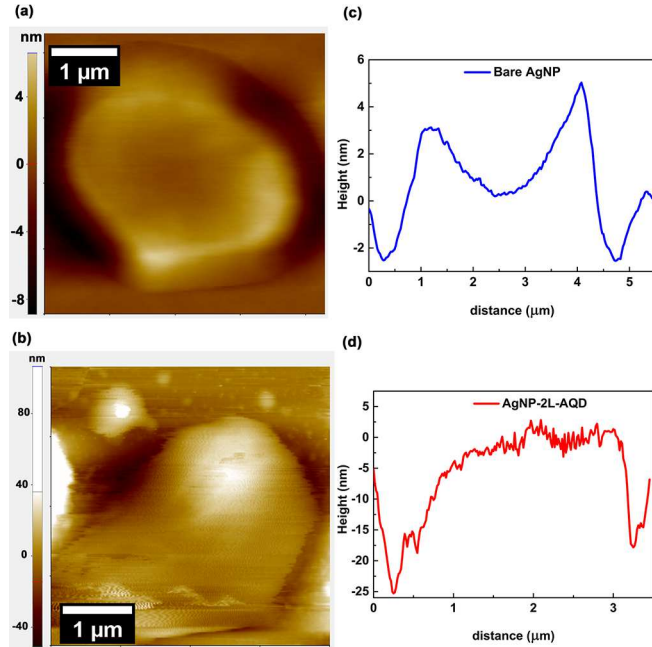 (a)
nm
4
0
-4
-8
1 µm
(c)
Bare AgNP
6
4
2
0
-2
Height (nm)
0 1 2 3 4 5
distance (µm)
(b)
nm
80
40
0
-40
1 µm
(d)
AgNP-2L-AQD
5
0
-5
-10
-15
-20
-25
Height (nm)
0 1 2 3
distance (µm)